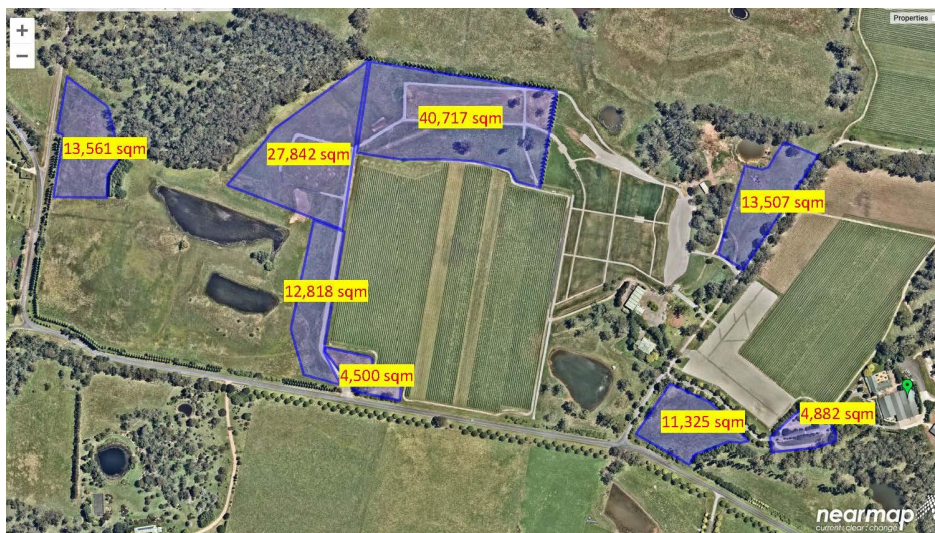 +
Properties
−
40,717 sqm
13,561 sqm
27,842 sqm
13,507 sqm
12,818 sqm
4,500 sqm
11,325 sqm
4,882 sqm
nearmap
current : clear : change